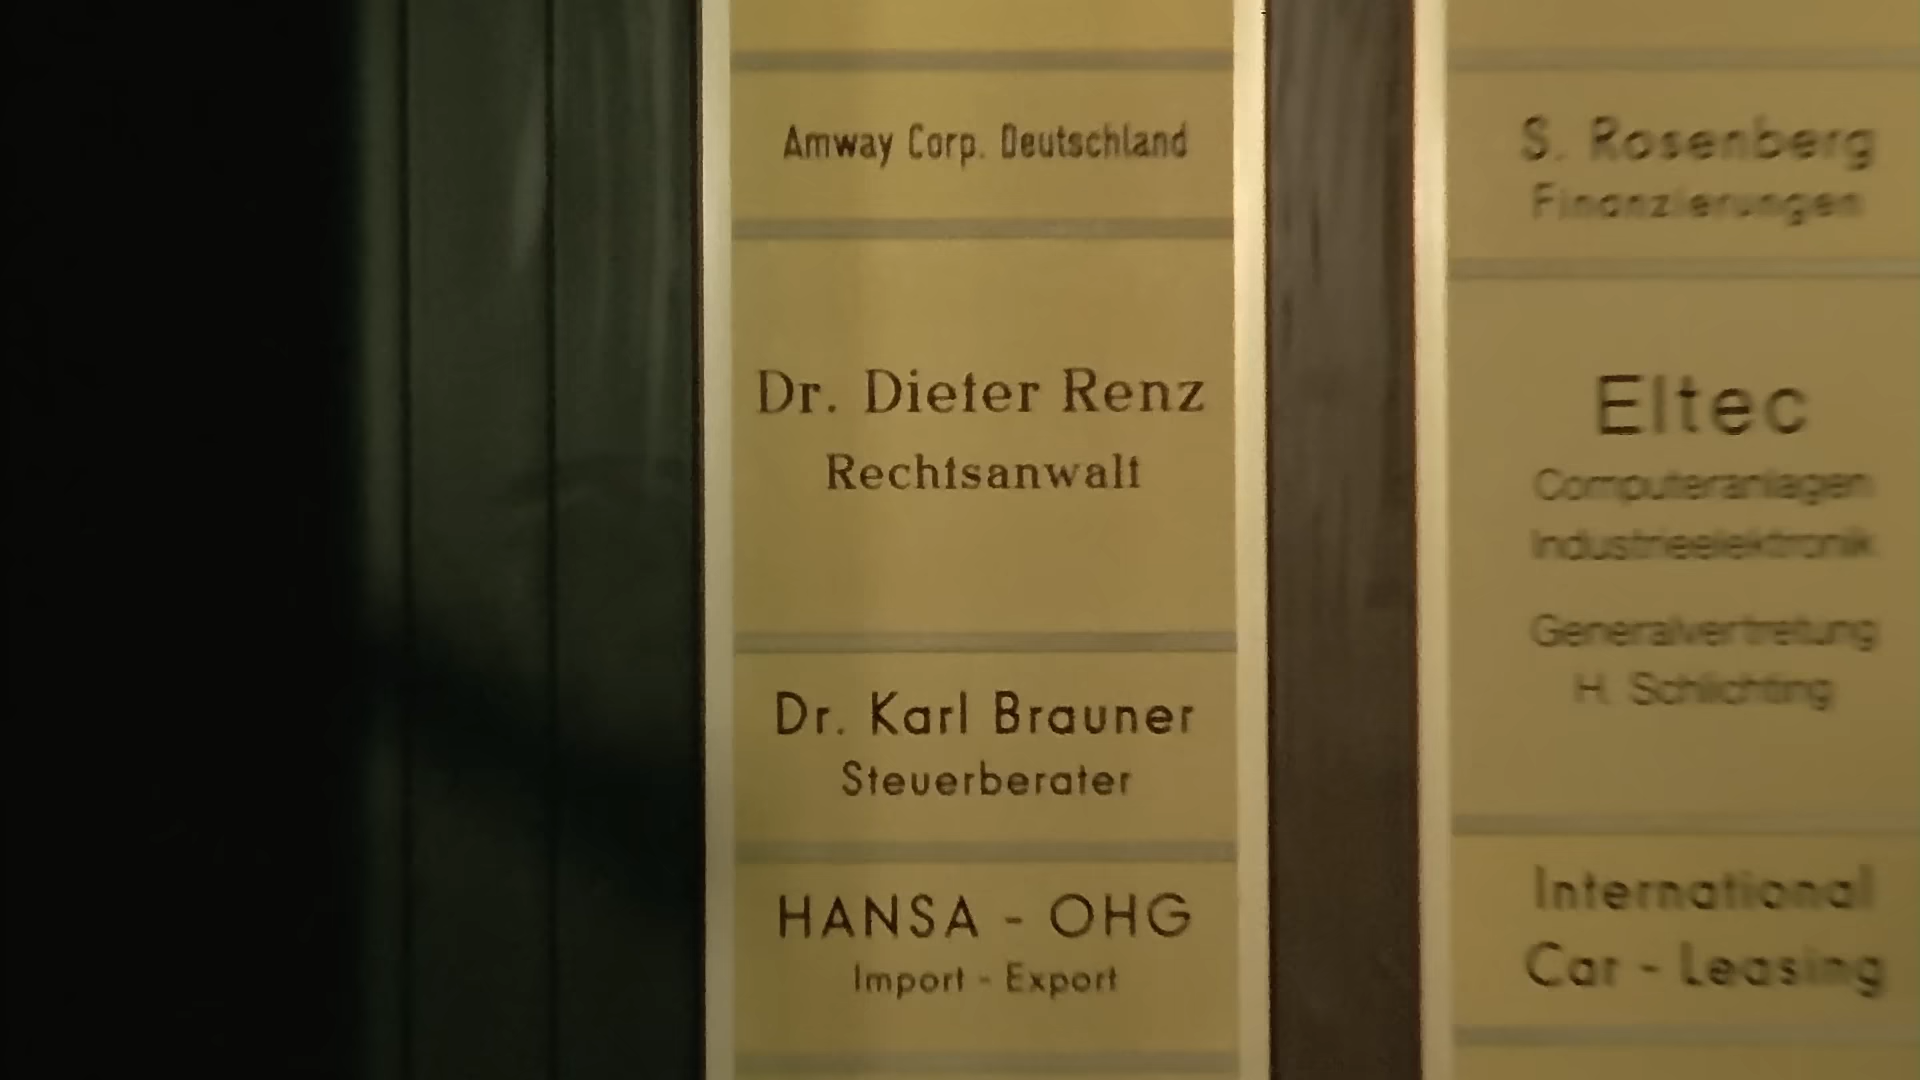 Amway Corp. Deutschland
Dr. Dieter Renz
Rechtsanwalt
Dr. Karl Brauner
Steuerberater
HANSA - OHG
Import - Export
S. Rosenberg
Finanzierungen
Eltec
Computeranlagen
Industrieelektronik
Generalvertretung
H. Schlichting
International
Car - Leasing